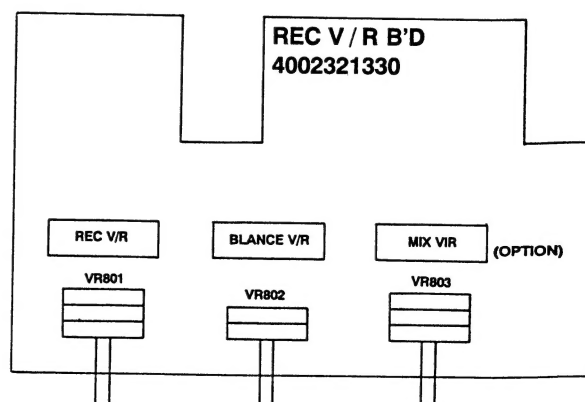 REC V / R B'D
4002321330
REC V/R
BLANCE V/R
MIX VIR
(OPTION)
VR801
VR802
VR803